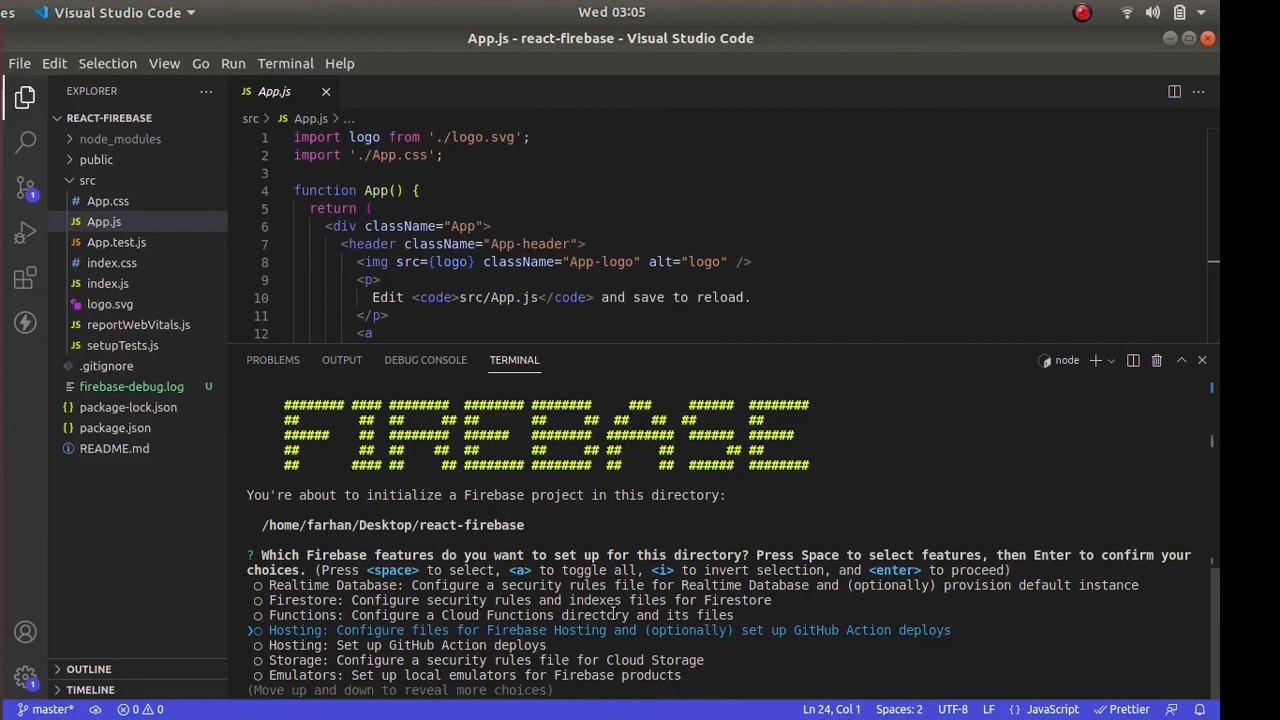 es Visual Studio Code Wed 03:05
App.js - react-firebase - Visual Studio Code
File Edit Selection View Go Run Terminal Help
EXPLORER ...
REACT-FIREBASE
node_modules
public
src
# App.css
JS App.js
JS App.test.js
# index.css
JS index.js
logo.svg
JS reportWebVitals.js
JS setupTests.js
.gitignore
firebase-debug.log U
{} package-lock.json
{} package.json
README.md
OUTLINE
TIMELINE
1
1
JS App.js
src > JS App.js > ...
1 import logo from './logo.svg';
2 import './App.css';
3
4 function App() {
5 return (
6 <div className="App">
7 <header className="App-header">
8 <img src={logo} className="App-logo" alt="logo" />
9 <p>
10 Edit <code>src/App.js</code> and save to reload.
11 </p>
12 <a
PROBLEMS OUTPUT DEBUG CONSOLE TERMINAL node
FIREBASE
You're about to initialize a Firebase project in this directory:
/home/farhan/Desktop/react-firebase
? Which Firebase features do you want to set up for this directory? Press Space to select features, then Enter to confirm your
choices. (Press <space> to select, <a> to toggle all, <i> to invert selection, and <enter> to proceed)
○ Realtime Database: Configure a security rules file for Realtime Database and (optionally) provision default instance
○ Firestore: Configure security rules and indexes files for Firestore
○ Functions: Configure a Cloud Functions directory and its files
❯○ Hosting: Configure files for Firebase Hosting and (optionally) set up GitHub Action deploys
○ Hosting: Set up GitHub Action deploys
○ Storage: Configure a security rules file for Cloud Storage
○ Emulators: Set up local emulators for Firebase products
(Move up and down to reveal more choices)
master* 0 0 Ln 24, Col 1 Spaces: 2 UTF-8 LF {} JavaScript Prettier